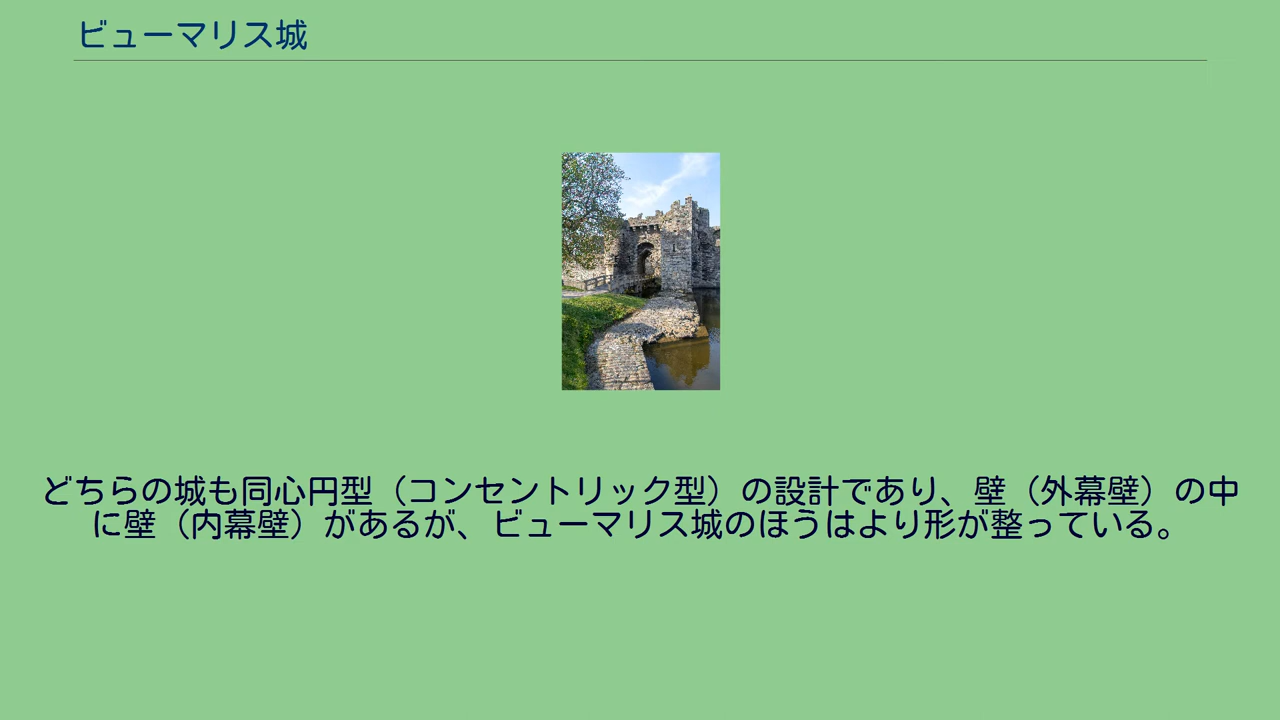 ビューマリス城
どちらの城も同心円型（コンセントリック型）の設計であり、壁（外幕壁）の中
に壁（内幕壁）があるが、ビューマリス城のほうはより形が整っている。